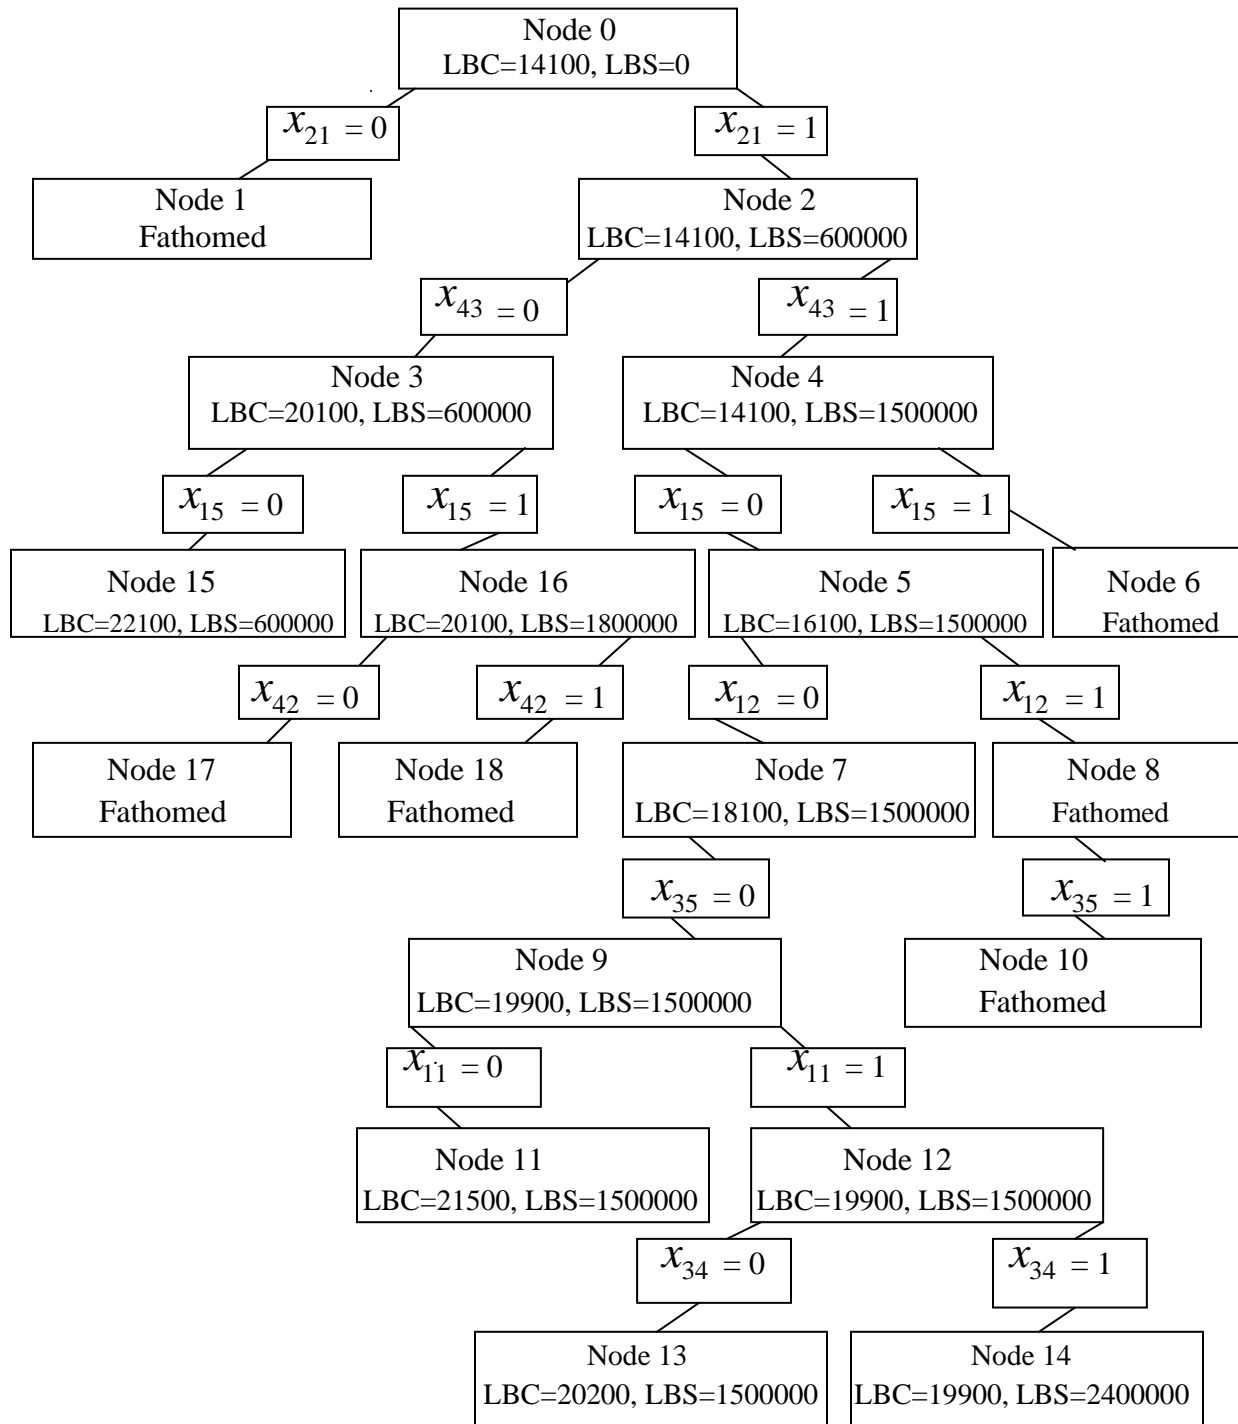 Node 0
LBC=14100, LBS=0
x21 = 0
x21 = 1
Node 1
Fathomed
Node 2
LBC=14100, LBS=600000
x43 = 0
x43 = 1
Node 3
LBC=20100, LBS=600000
Node 4
LBC=14100, LBS=1500000
x15 = 0
x15 = 1
x15 = 0
x15 = 1
Node 15
LBC=22100, LBS=600000
Node 16
LBC=20100, LBS=1800000
Node 5
LBC=16100, LBS=1500000
Node 6
Fathomed
x42 = 0
x42 = 1
x12 = 0
x12 = 1
Node 17
Fathomed
Node 18
Fathomed
Node 7
LBC=18100, LBS=1500000
Node 8
Fathomed
x35 = 0
x35 = 1
Node 9
LBC=19900, LBS=1500000
Node 10
Fathomed
x11 = 0
x11 = 1
Node 11
LBC=21500, LBS=1500000
Node 12
LBC=19900, LBS=1500000
x34 = 0
x34 = 1
Node 13
LBC=20200, LBS=1500000
Node 14
LBC=19900, LBS=2400000